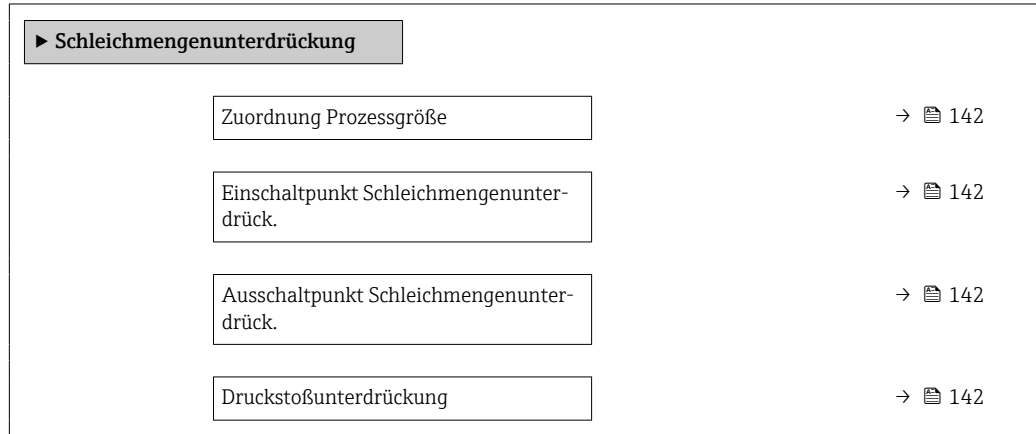 ▶ Schleichmengenunterdrückung
Zuordnung Prozessgröße → 142
Einschaltpunkt Schleichmengenunter- → 142
drück.
Ausschaltpunkt Schleichmengenunter- → 142
drück.
Druckstoßunterdrückung → 142